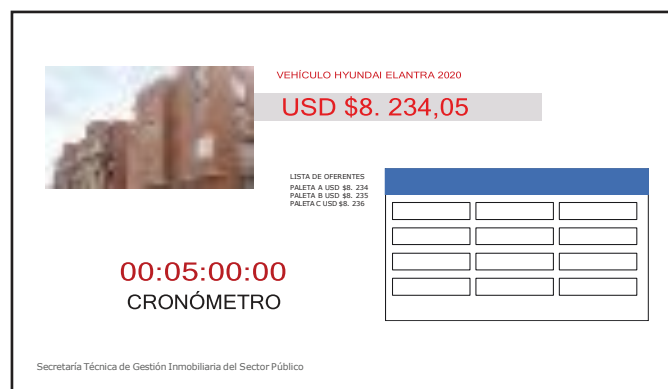 VEHÍCULO HYUNDAI ELANTRA 2020
USD $8. 234,05
LISTA DE OFERENTES
PALETA A USD $8. 234
PALETA B USD $8. 235
PALETA C USD $8. 236
00:05:00:00
CRONÓMETRO
Secretaría Técnica de Gestión Inmobiliaria del Sector Público